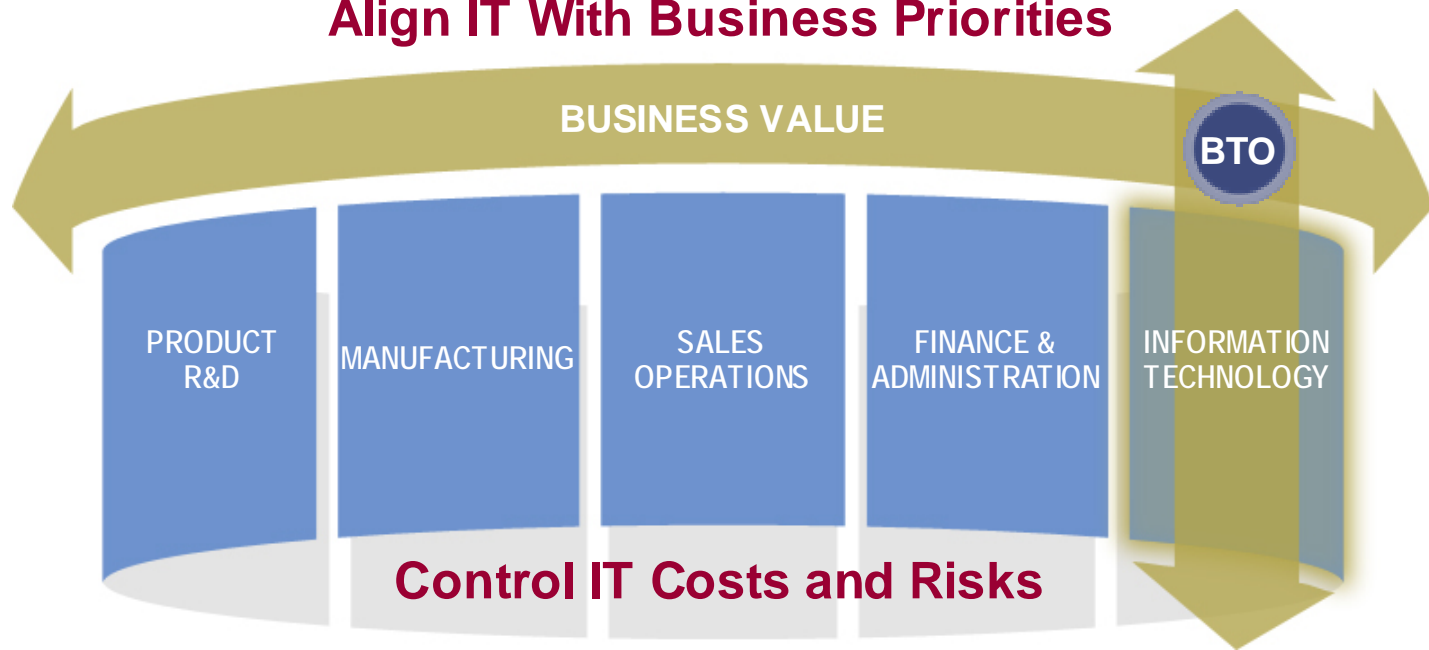 Align IT With Business Priorities
BUSINESS VALUE
BTO
PRODUCT
R&D
MANUFACTURING
SALES
OPERATIONS
FINANCE &
ADMINISTRATION
INFORMATION
TECHNOLOGY
Control IT Costs and Risks